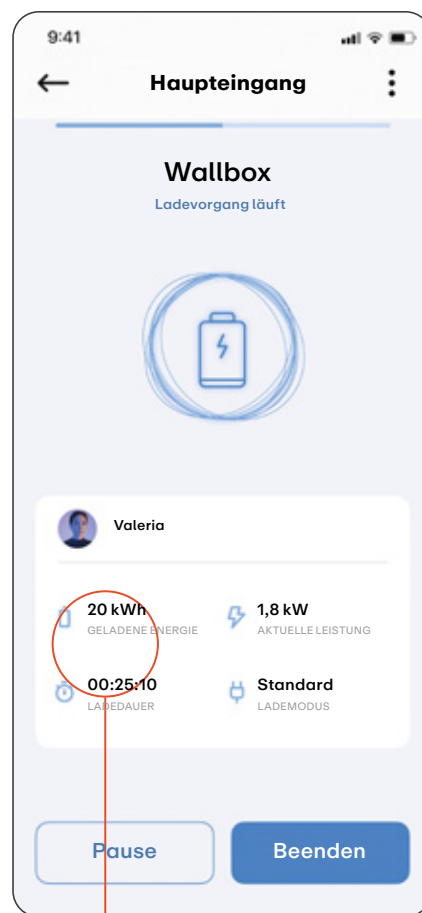 9:41
Haupteingang
Wallbox
Ladevorgang läuft
Valeria
20 kWh
GELADENE ENERGIE
1,8 kW
AKTUELLE LEISTUNG
00:25:10
LADEDAUER
Standard
LADEMODUS
Pause
Beenden